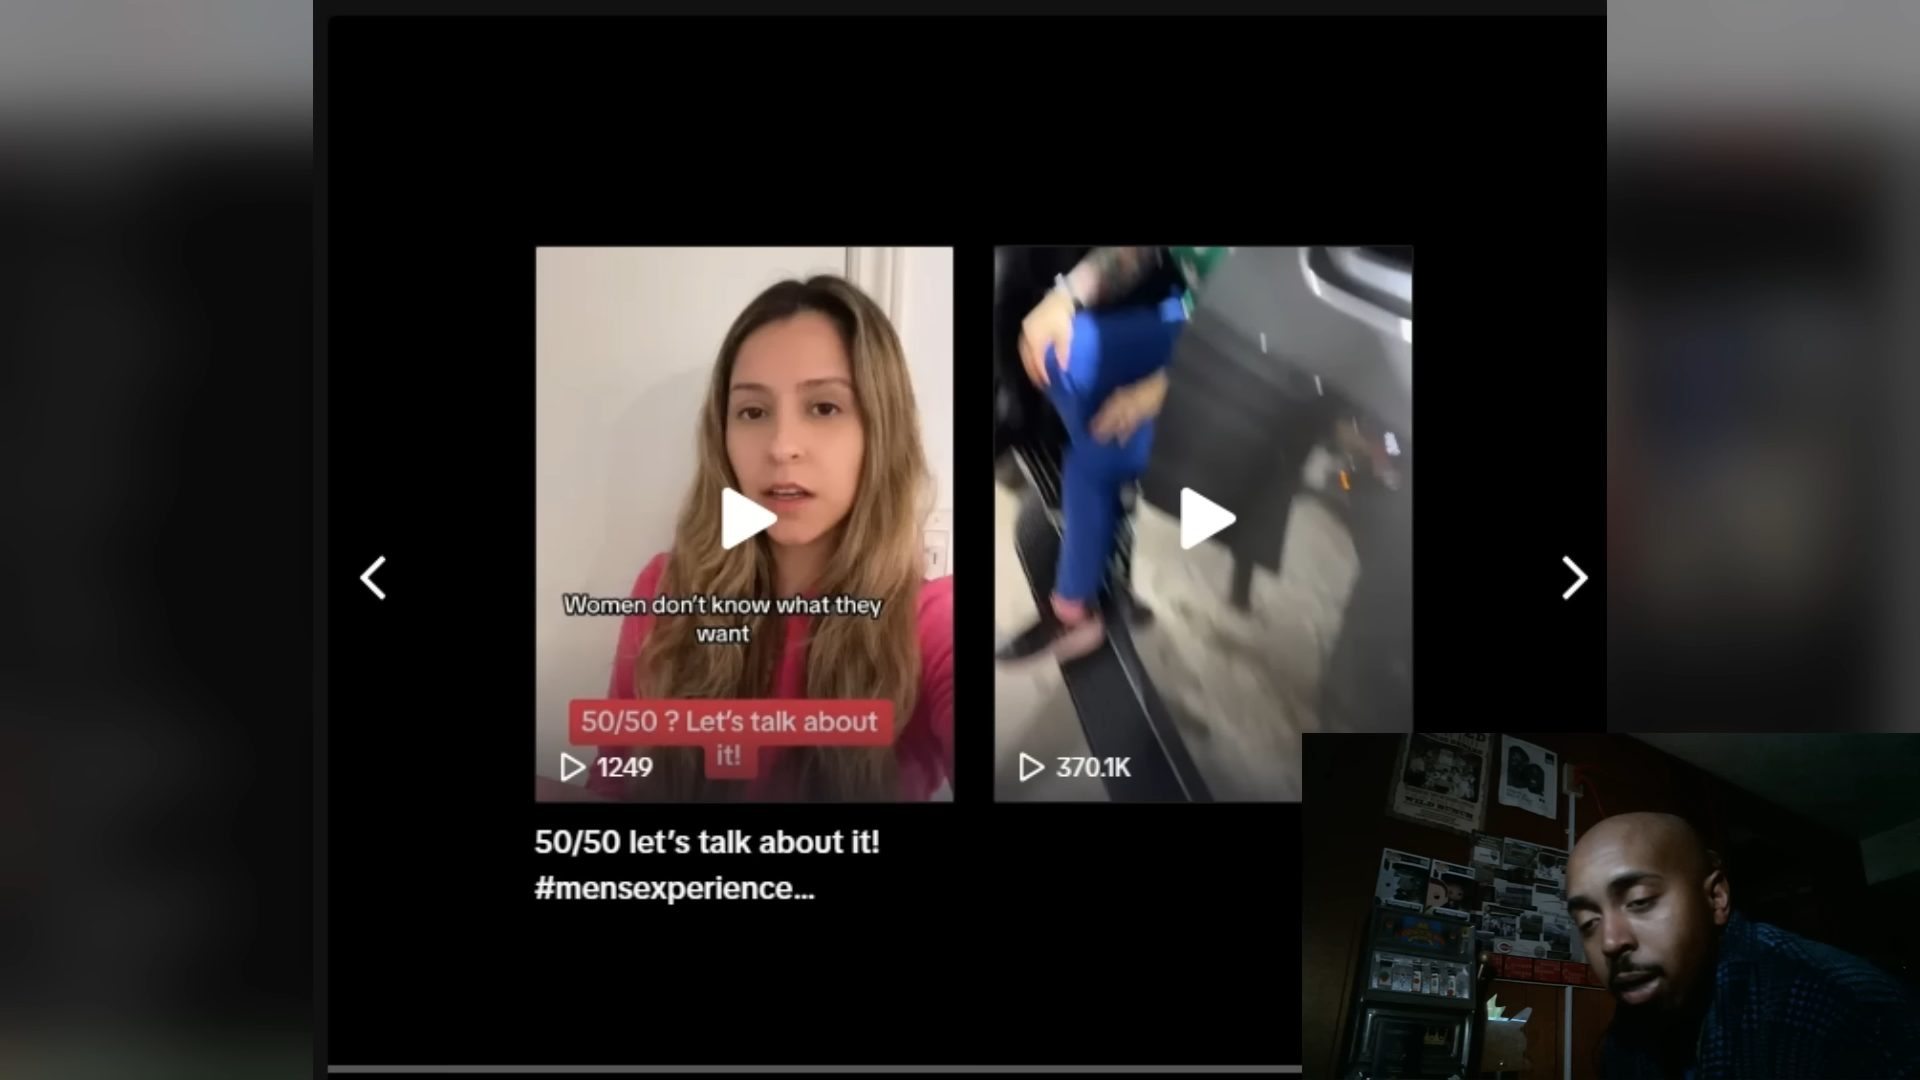 Women don't know what they
want
50/50 ? Let's talk about
it!
1249
370.1K
50/50 let's talk about it!
#mensexperience...